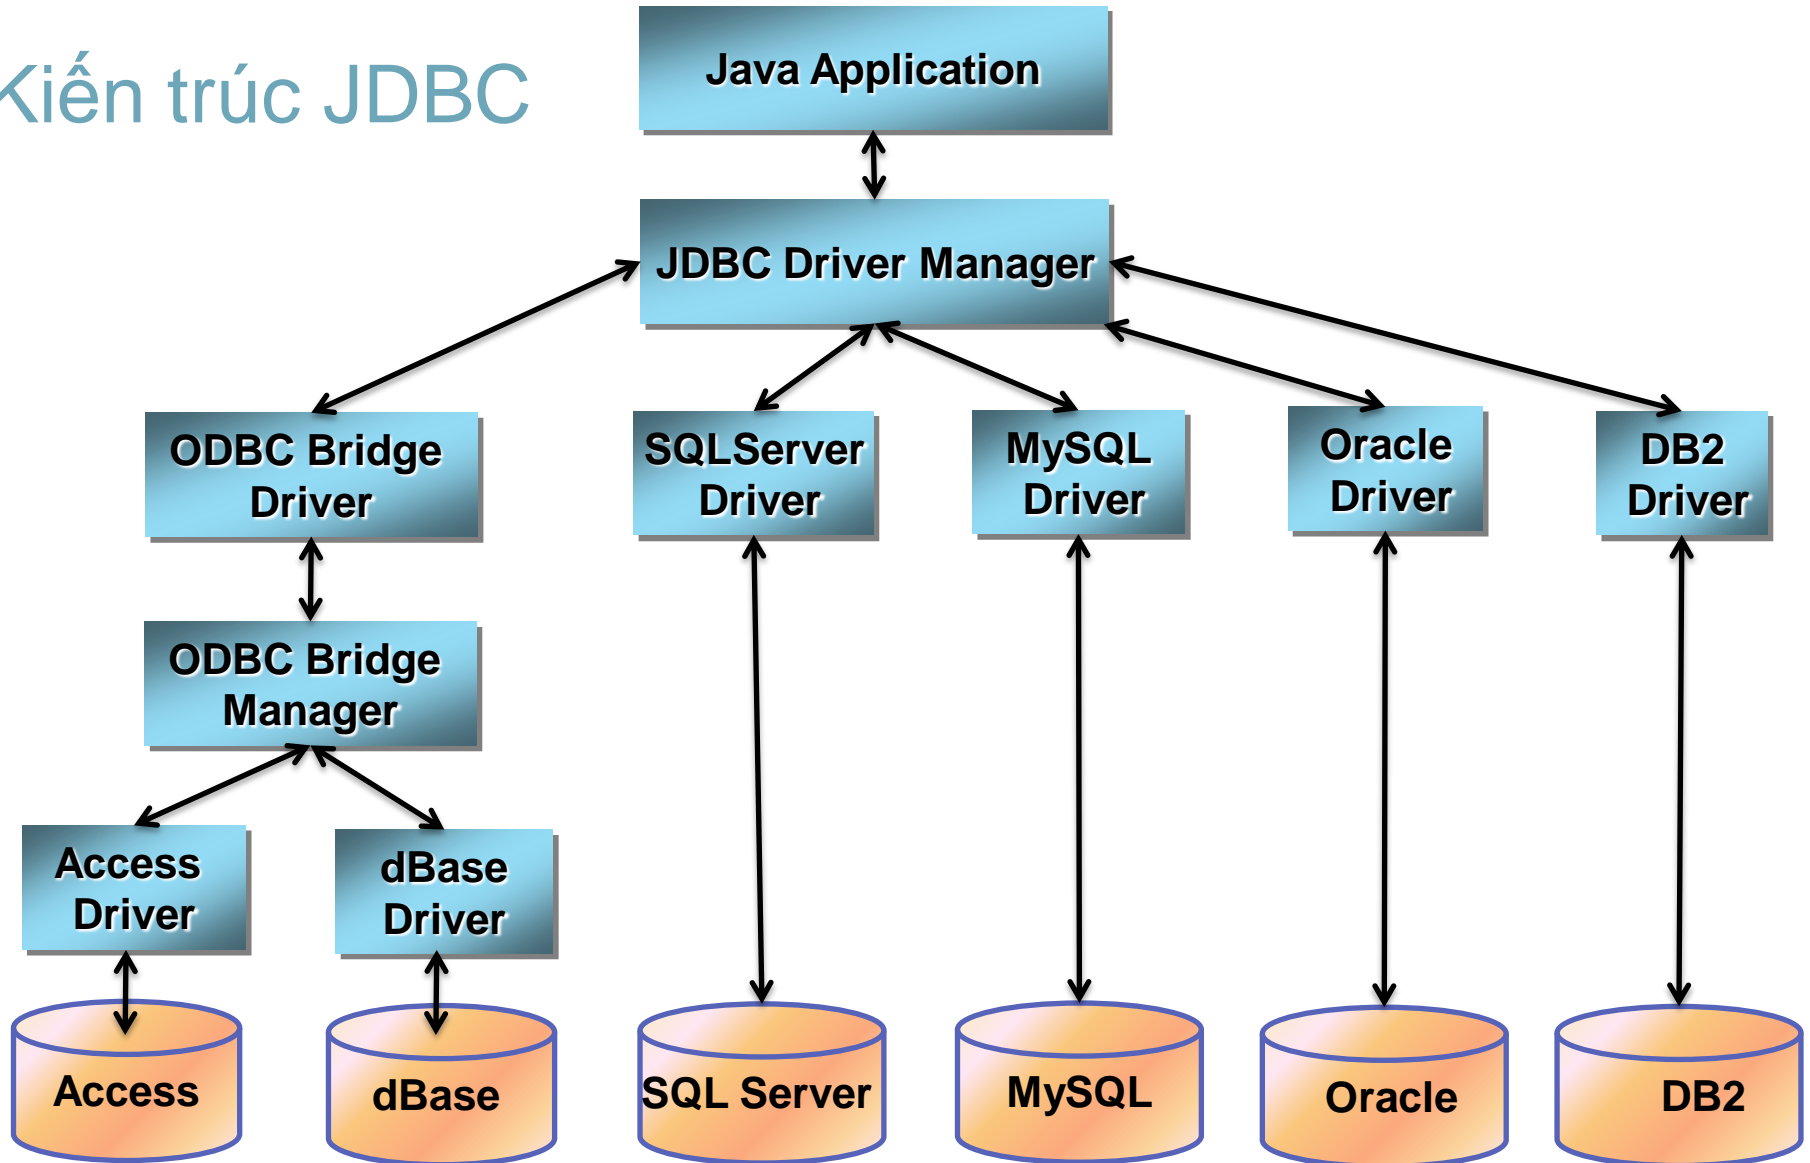 Kiến trúc JDBC
Java Application
JDBC Driver Manager
ODBC Bridge
Driver
SQLServer
Driver
MySQL
Driver
Oracle
Driver
DB2
Driver
ODBC Bridge
Manager
Access
Driver
dBase
Driver
Access
dBase
SQL Server
MySQL
Oracle
DB2